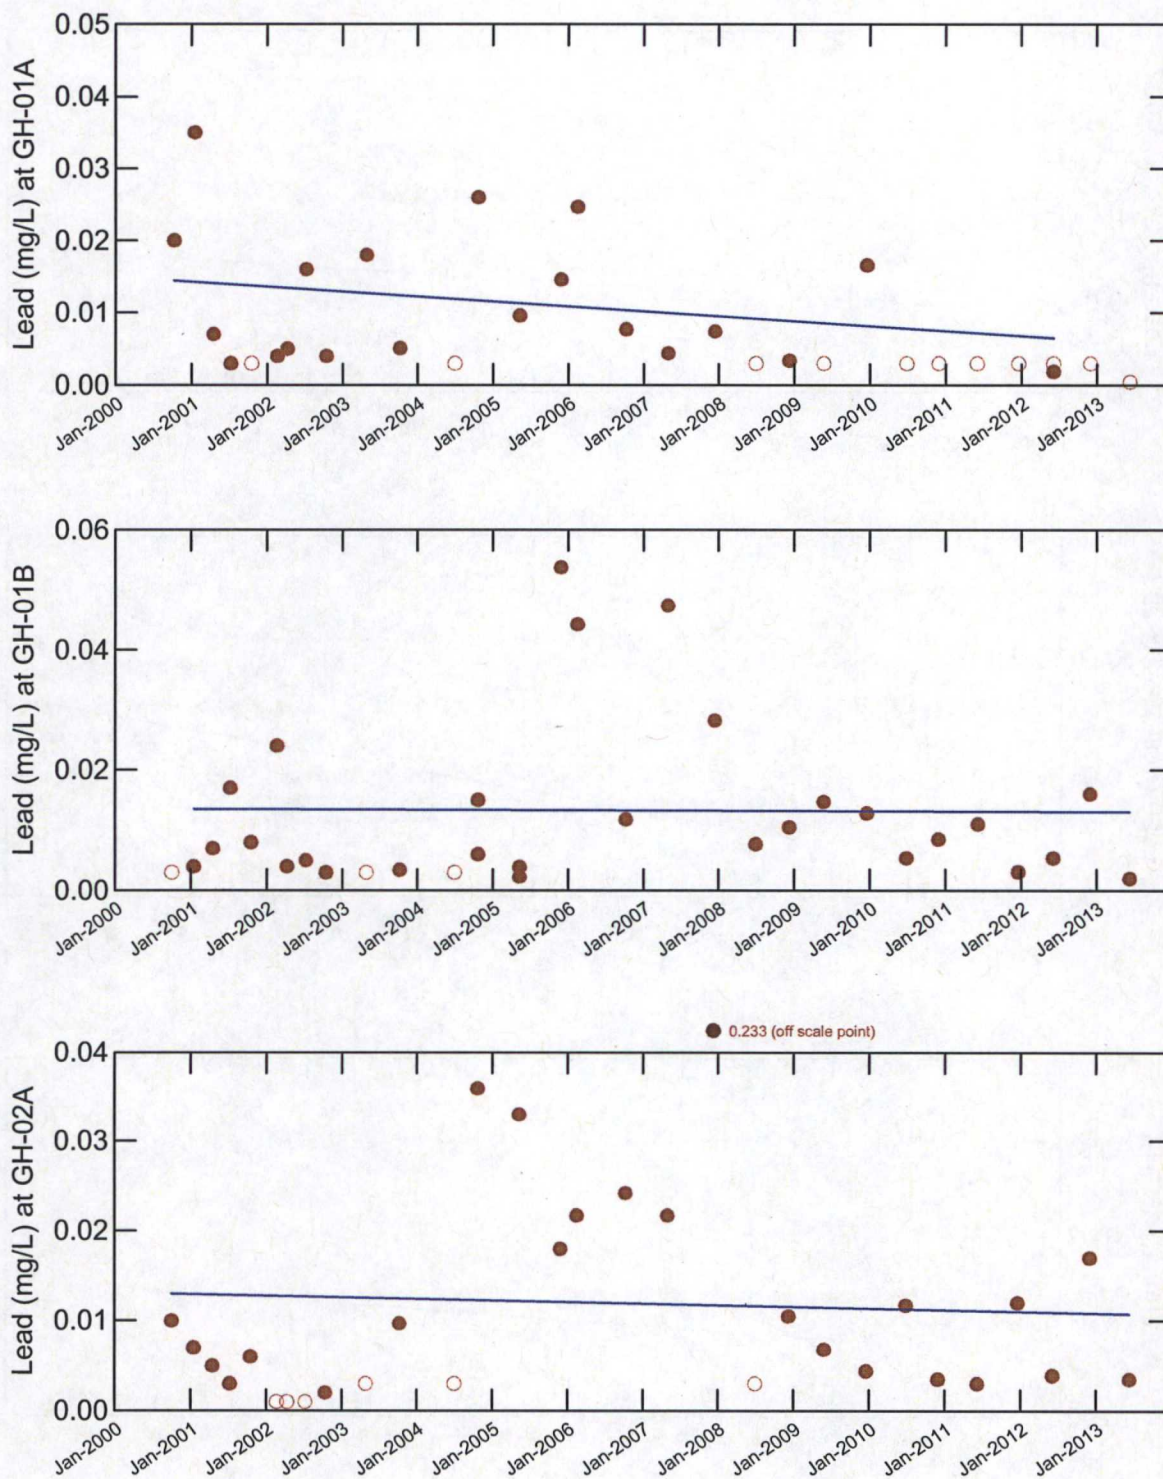 Lead (mg/L) at GH-01A
0.05
0.04
0.03
0.02
0.01
0.00
Jan-2000
Jan-2001
Jan-2002
Jan-2003
Jan-2004
Jan-2005
Jan-2006
Jan-2007
Jan-2008
Jan-2009
Jan-2010
Jan-2011
Jan-2012
Jan-2013
Lead (mg/L) at GH-01B
0.06
0.04
0.02
0.00
Jan-2000
Jan-2001
Jan-2002
Jan-2003
Jan-2004
Jan-2005
Jan-2006
Jan-2007
Jan-2008
Jan-2009
Jan-2010
Jan-2011
Jan-2012
Jan-2013
0.233 (off scale point)
Lead (mg/L) at GH-02A
0.04
0.03
0.02
0.01
0.00
Jan-2000
Jan-2001
Jan-2002
Jan-2003
Jan-2004
Jan-2005
Jan-2006
Jan-2007
Jan-2008
Jan-2009
Jan-2010
Jan-2011
Jan-2012
Jan-2013